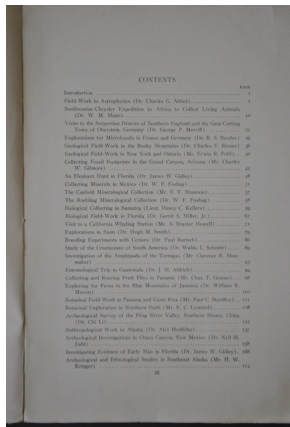 CONTENTS
PAGE
Introduction
Field-Work in Astrophysics (Dr. Charles G. Abbot)
Smithsonian-Chrysler Expedition to Africa to Collect Living Animals
(Dr. W. M. Mann)
Visits to the Serpentine District of Southern England and the Gem-Cutting
Town of Oberstein, Germany (Dr. George P. Merrill)
Explorations for Microfossils in France and Germany (Dr. R. S. Bassler)
Geological Field-Work in the Rocky Mountains (Dr. Charles E. Resser)
Geological Field-Work in New York and Ontario (Mr. Erwin R. Pohl)
Collecting Fossil Footprints in the Grand Canyon, Arizona (Mr. Charles
W. Gilmore)
An Elephant Hunt in Florida (Dr. James W. Gidley)
Collecting Minerals in Mexico (Dr. W. F. Foshag)
The Canfield Mineralogical Collection (Mr. E. V. Shannon)
The Roebling Mineralogical Collection (Dr. W. F. Foshag)
Biological Collecting in Sumatra (Lieut. Henry C. Kellers)
Biological Field-Work in Florida (Dr. Gerrit S. Miller, Jr.)
Visit to a California Whaling Station (Mr. A. Brazier Howell)
Explorations in Siam (Dr. Hugh M. Smith)
Breeding Experiments with Cerions (Dr. Paul Bartsch)
Study of the Crustaceans of South America (Dr. Waldo L. Schmitt)
Investigation of the Amphipoda of the Tortugas (Mr. Clarence R. Shoe-
maker)
Entomological Trip to Guatemala (Dr. J. M. Aldrich)
Collecting and Rearing Fruit Flies in Panama (Mr. Chas. T. Greene)
Exploring for Ferns in the Blue Mountains of Jamaica (Dr. William R.
Maxon)
Botanical Field-Work in Panama and Costa Rica (Mr. Paul C. Standley)
Botanical Exploration in Northern Haiti (Mr. E. C. Leonard)
Archeological Survey of the Fêng River Valley, Southern Shansi, China
(Dr. Chi Li)
Anthropological Work in Alaska (Dr. Aleš Hrdlička)
Archeological Investigations in Chaco Canyon, New Mexico (Dr. Neil M.
Judd)
Investigating Evidence of Early Man in Florida (Dr. James W. Gidley)
Archeological and Ethnological Studies in Southeast Alaska (Mr. H. W.
Krieger)